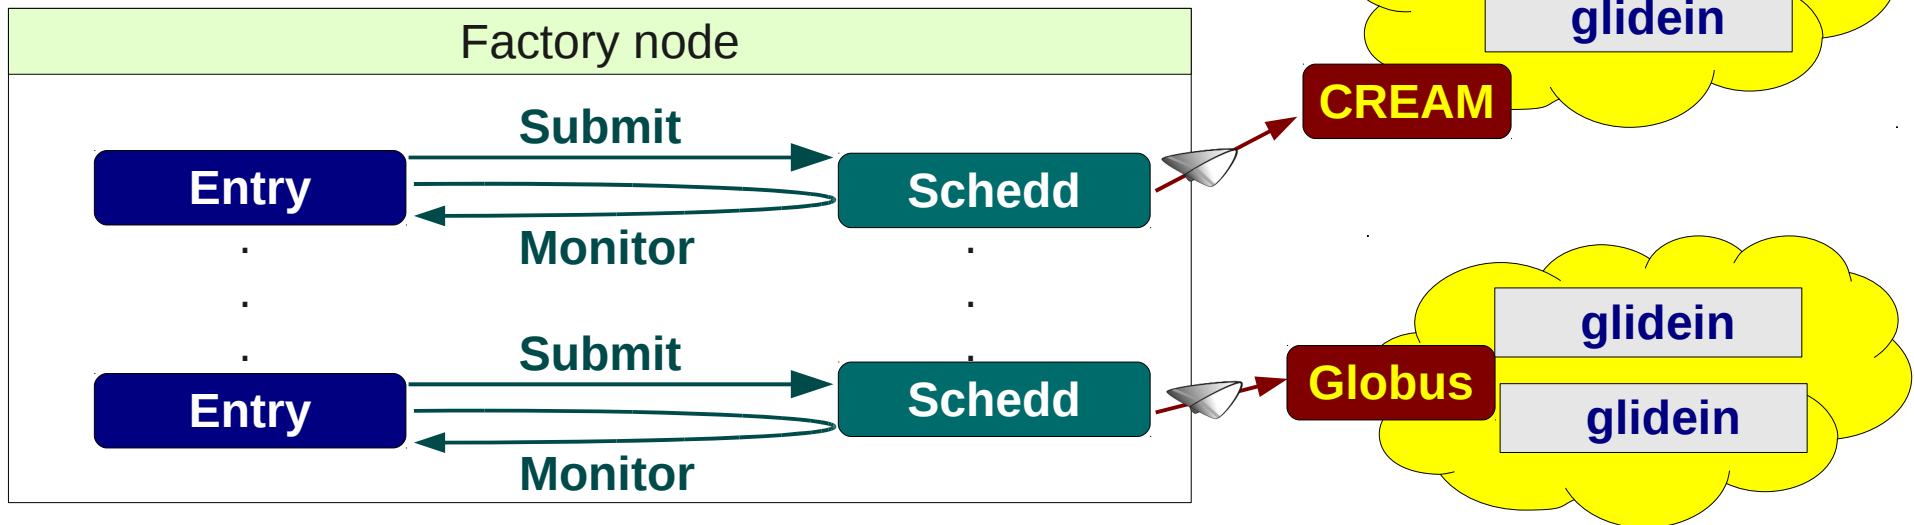 Factory node
glidein
CREAM
Submit
Entry
Schedd
Monitor
.
.
.
.
.
.
Submit
Entry
Schedd
Monitor
Globus
glidein
glidein